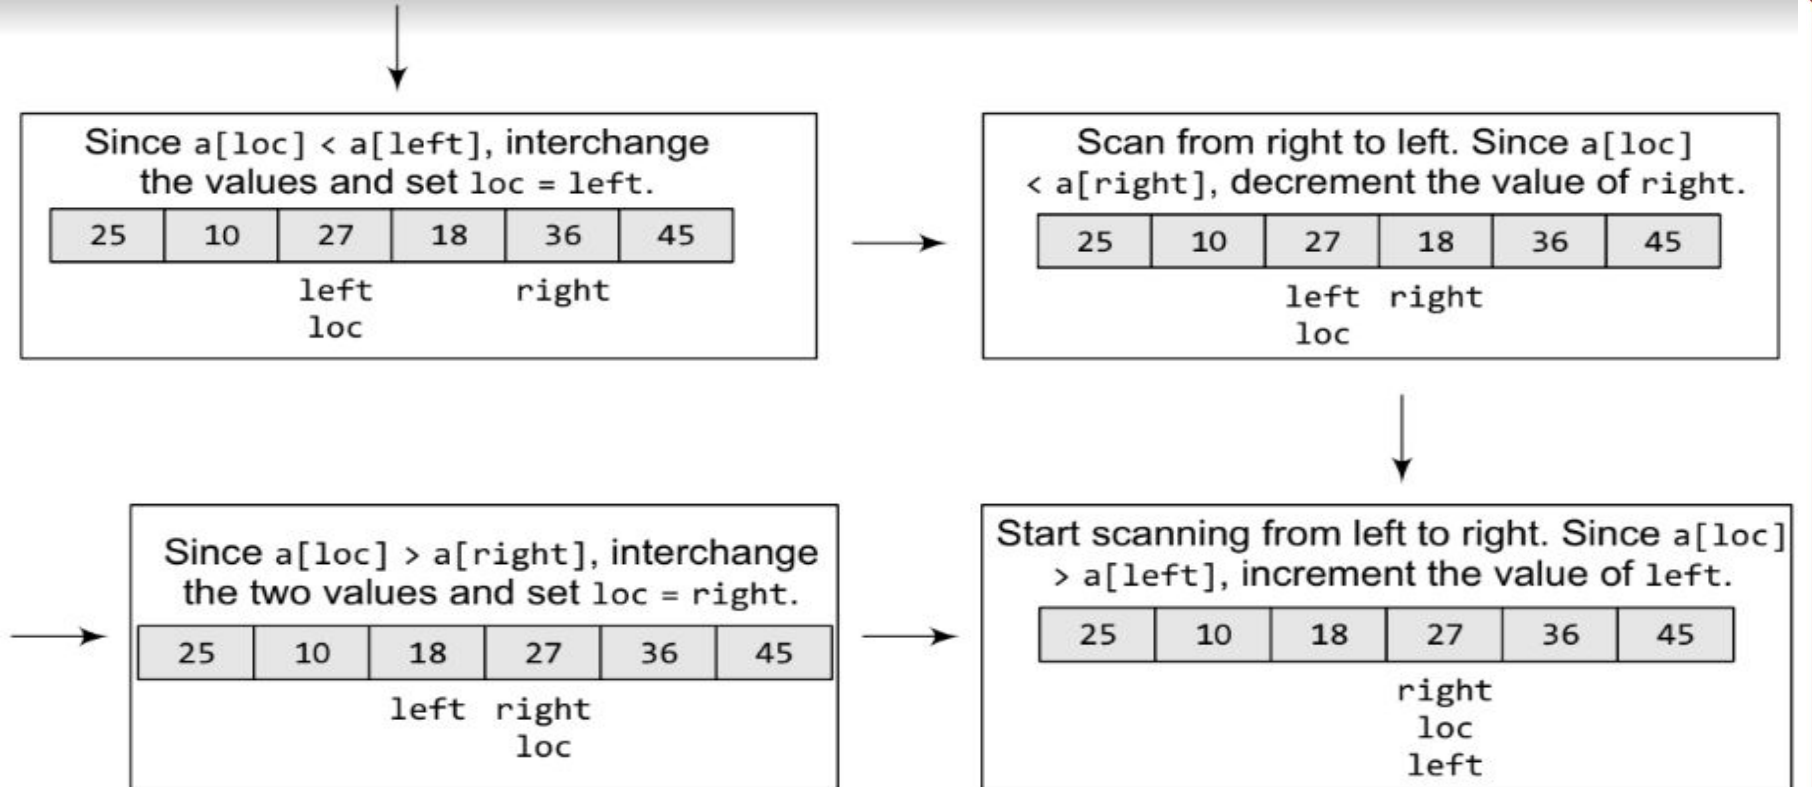 Since a[loc] < a[left], interchange
the values and set loc = left.
25 10 27 18 36 45
left right
loc
Scan from right to left. Since a[loc]
< a[right], decrement the value of right.
25 10 27 18 36 45
left right
loc
Since a[loc] > a[right], interchange
the two values and set loc = right.
25 10 18 27 36 45
left right
loc
Start scanning from left to right. Since a[loc]
> a[left], increment the value of left.
25 10 18 27 36 45
right
loc
left